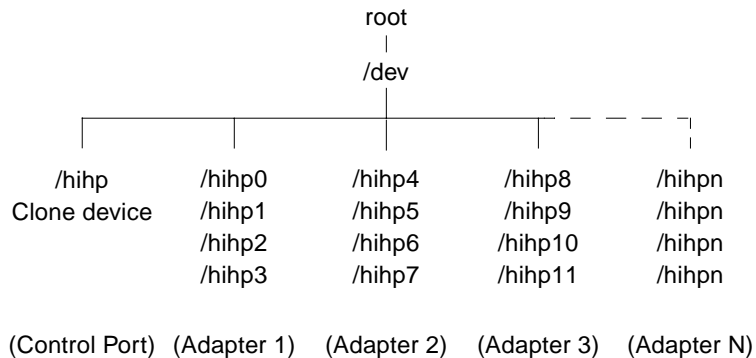 root
/dev
/hihp /hihp0 /hihp4 /hihp8 /hihpn
Clone device /hihp1 /hihp5 /hihp9 /hihpn
/hihp2 /hihp6 /hihp10 /hihpn
/hihp3 /hihp7 /hihp11 /hihpn
(Control Port) (Adapter 1) (Adapter 2) (Adapter 3) (Adapter N)